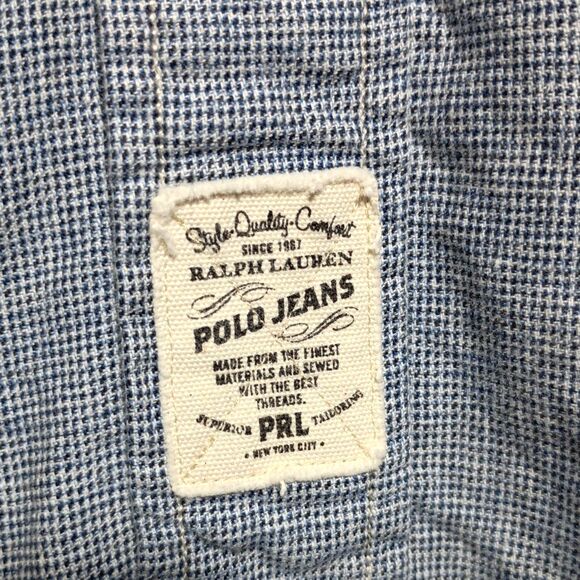 Style·Quality·Comfort
SINCE 1967
RALPH LAUREN
POLO JEANS
MADE FROM THE FINEST
MATERIALS AND SEWED
WITH THE BEST
THREADS.
SUPERIOR PRL TAILORING
• NEW YORK CITY •